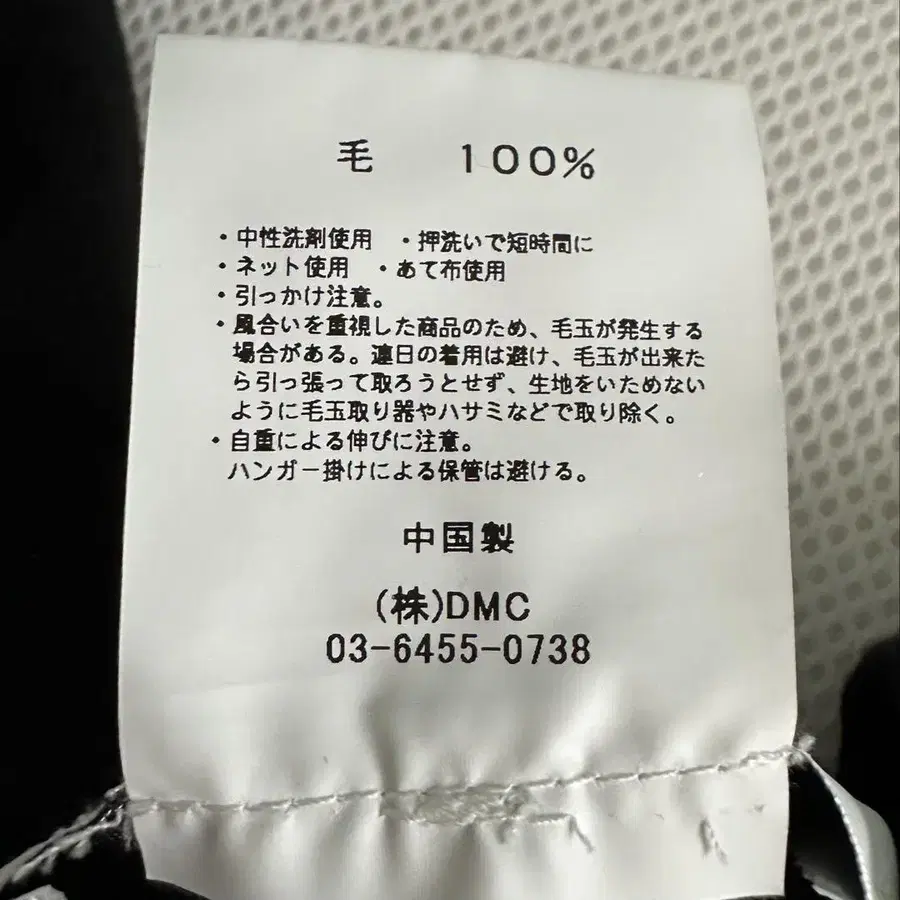 毛 100%
・中性洗剤使用 ・押洗いで短時間に
・ネット使用 ・あて布使用
・引っかけ注意。
・風合いを重視した商品のため、毛玉が発生する
場合がある。連日の着用は避け、毛玉が出来た
ら引っ張って取ろうとせず、生地をいためない
ように毛玉取り器やハサミなどで取り除く。
・自重による伸びに注意。
ハンガー掛けによる保管は避ける。
中国製
(株)DMC
03-6455-0738